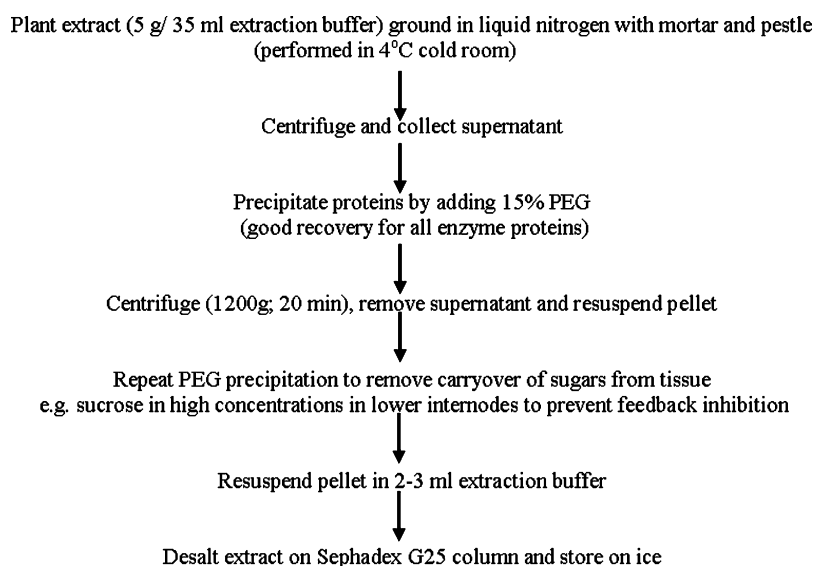 Plant extract (5 g/ 35 ml extraction buffer) ground in liquid nitrogen with mortar and pestle
(performed in 4°C cold room)
Centrifuge and collect supernatant
Precipitate proteins by adding 15% PEG
(good recovery for all enzyme proteins)
Centrifuge (1200g; 20 min), remove supernatant and resuspend pellet
Repeat PEG precipitation to remove carryover of sugars from tissue
e.g. sucrose in high concentrations in lower internodes to prevent feedback inhibition
Resuspend pellet in 2-3 ml extraction buffer
Desalt extract on Sephadex G25 column and store on ice